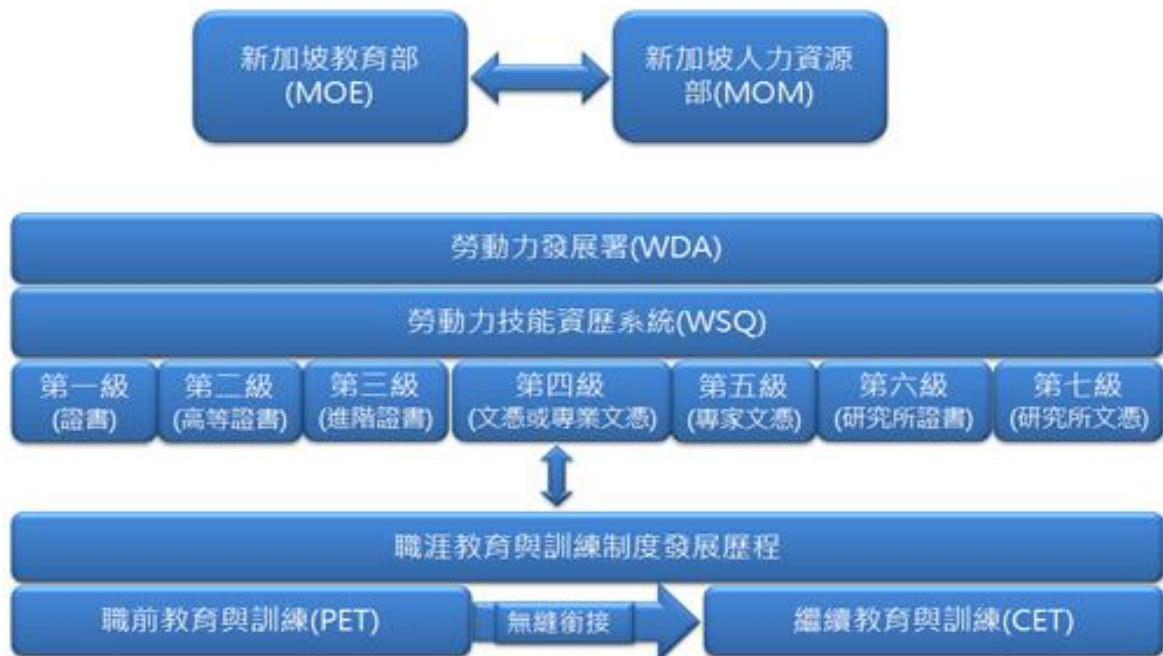 新加坡教育部
(MOE)
新加坡人力資源
部(MOM)
勞動力發展署(WDA)
勞動力技能資歷系統(WSQ)
第一級
(證書)
第二級
(高等證書)
第三級
(進階證書)
第四級
(文憑或專業文憑)
第五級
(專家文憑)
第六級
(研究所證書)
第七級
(研究所文憑)
職涯教育與訓練制度發展歷程
職前教育與訓練(PET)
無縫銜接
繼續教育與訓練(CET)